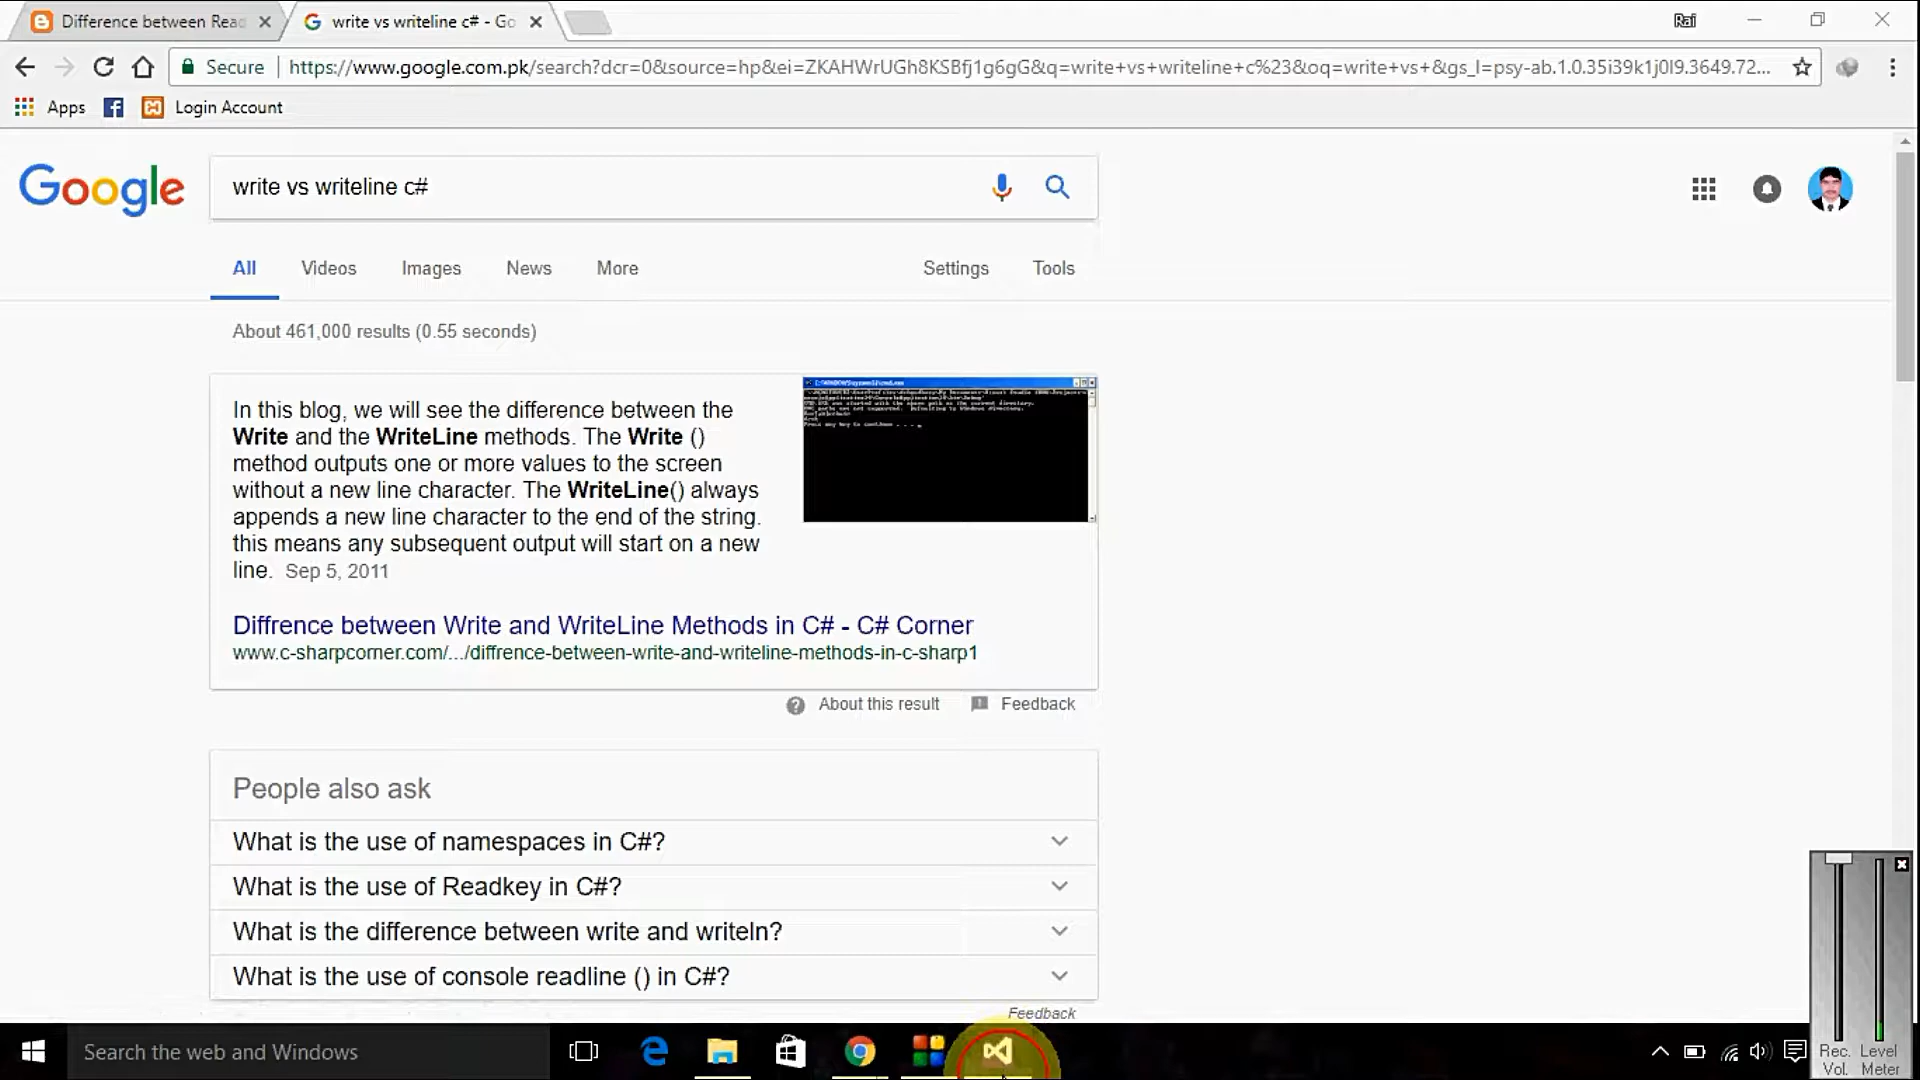 Difference between Read
write vs writeline c# - Go
Rai
Secure
https://www.google.com.pk/search?dcr=0&source=hp&ei=ZKAHWrUGh8KSBfj1g6gG&q=write+vs+writeline+c%23&oq=write+vs+&gs_l=psy-ab.1.0.35i39k1j0l9.3649.72...
Apps
Login Account
Google
write vs writeline c#
All
Videos
Images
News
More
Settings
Tools
About 461,000 results (0.55 seconds)
In this blog, we will see the difference between the
Write and the WriteLine methods. The Write ()
method outputs one or more values to the screen
without a new line character. The WriteLine() always
appends a new line character to the end of the string.
this means any subsequent output will start on a new
line. Sep 5, 2011
Diffrence between Write and WriteLine Methods in C# - C# Corner
www.c-sharpcorner.com/.../diffrence-between-write-and-writeline-methods-in-c-sharp1
About this result
Feedback
People also ask
What is the use of namespaces in C#?
What is the use of Readkey in C#?
What is the difference between write and writeln?
What is the use of console readline () in C#?
Feedback
Search the web and Windows
Rec. Level
Vol. Meter